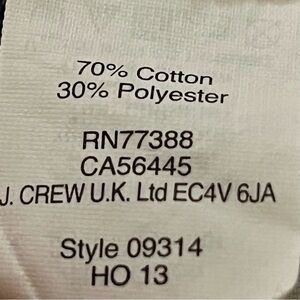 70% Cotton
30% Polyester
RN77388
CA56445
J. CREW U.K. Ltd EC4V 6JA
Style 09314
HO 13